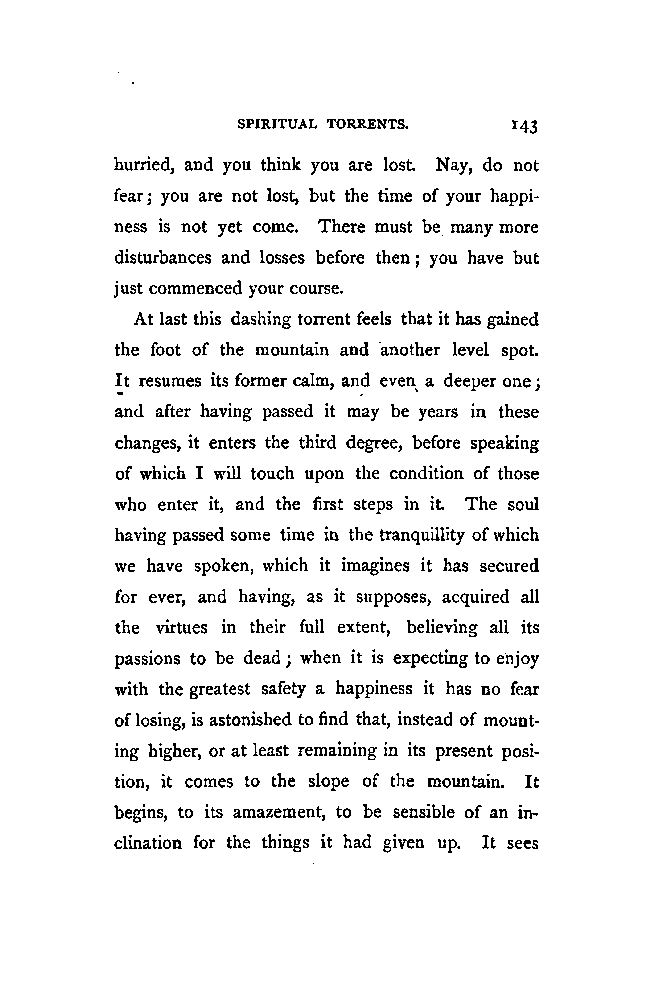 SPIRITUAL TORRENTS. 143
hurried, and you think you are lost. Nay, do not
fear; you are not lost, but the time of your happi-
ness is not yet come. There must be many more
disturbances and losses before then; you have but
just commenced your course.
At last this dashing torrent feels that it has gained
the foot of the mountain and another level spot.
It resumes its former calm, and even a deeper one;
and after having passed it may be years in these
changes, it enters the third degree, before speaking
of which I will touch upon the condition of those
who enter it, and the first steps in it. The soul
having passed some time in the tranquillity of which
we have spoken, which it imagines it has secured
for ever, and having, as it supposes, acquired all
the virtues in their full extent, believing all its
passions to be dead; when it is expecting to enjoy
with the greatest safety a happiness it has no fear
of losing, is astonished to find that, instead of mount-
ing higher, or at least remaining in its present posi-
tion, it comes to the slope of the mountain. It
begins, to its amazement, to be sensible of an in-
clination for the things it had given up. It sees